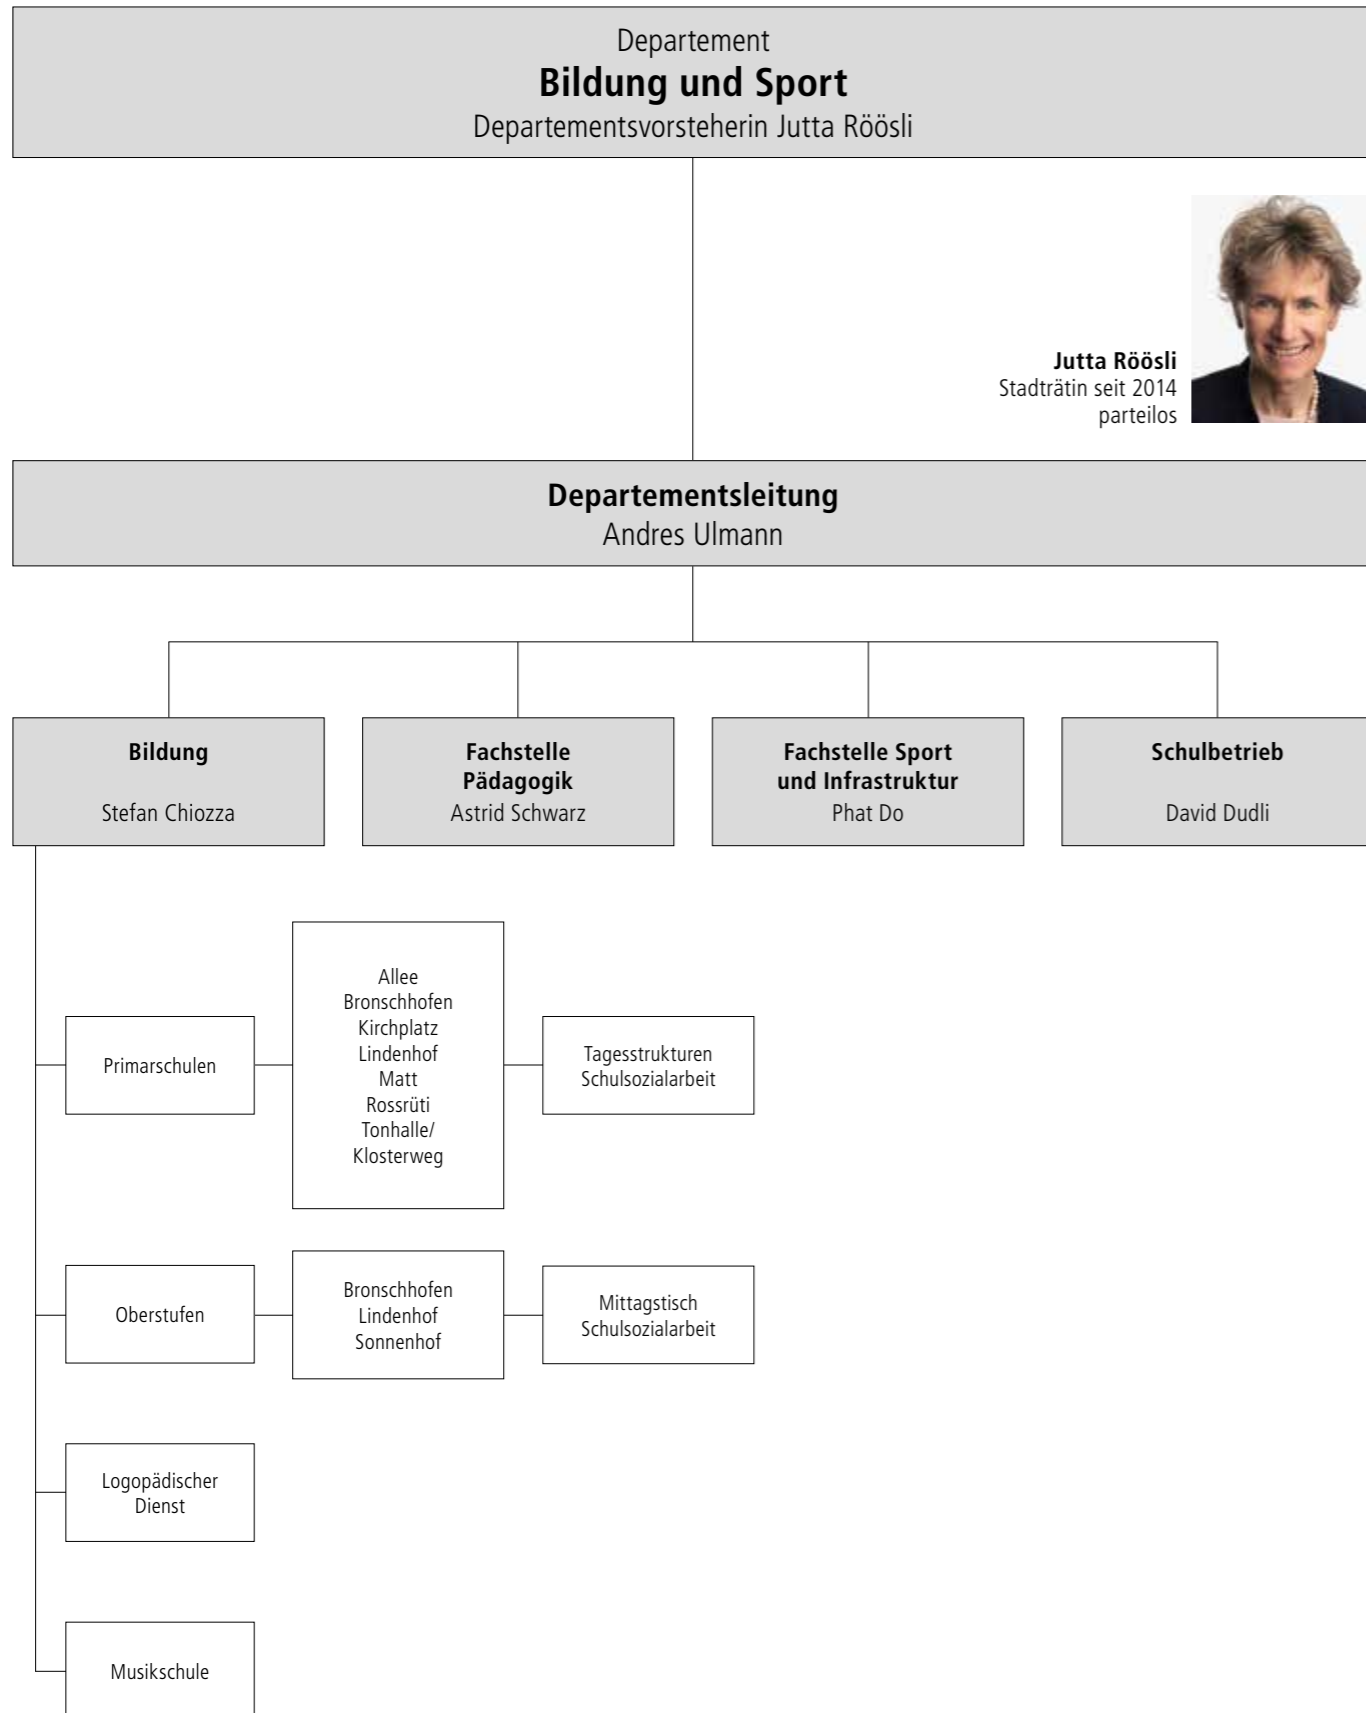 Departement
Bildung und Sport
Departementsvorsteherin Jutta Röösli
Jutta Röösli
Stadträtin seit 2014
parteilos
Departementsleitung
Andres Ulmann
Bildung
Stefan Chiozza
Fachstelle
Pädagogik
Astrid Schwarz
Fachstelle Sport
und Infrastruktur
Phat Do
Schulbetrieb
David Dudli
Primarschulen
Allee
Bronschhofen
Kirchplatz
Lindenhof
Matt
Rossrüti
Tonhalle/
Klosterweg
Tagesstrukturen
Schulsozialarbeit
Oberstufen
Bronschhofen
Lindenhof
Sonnenhof
Mittagstisch
Schulsozialarbeit
Logopädischer
Dienst
Musikschule